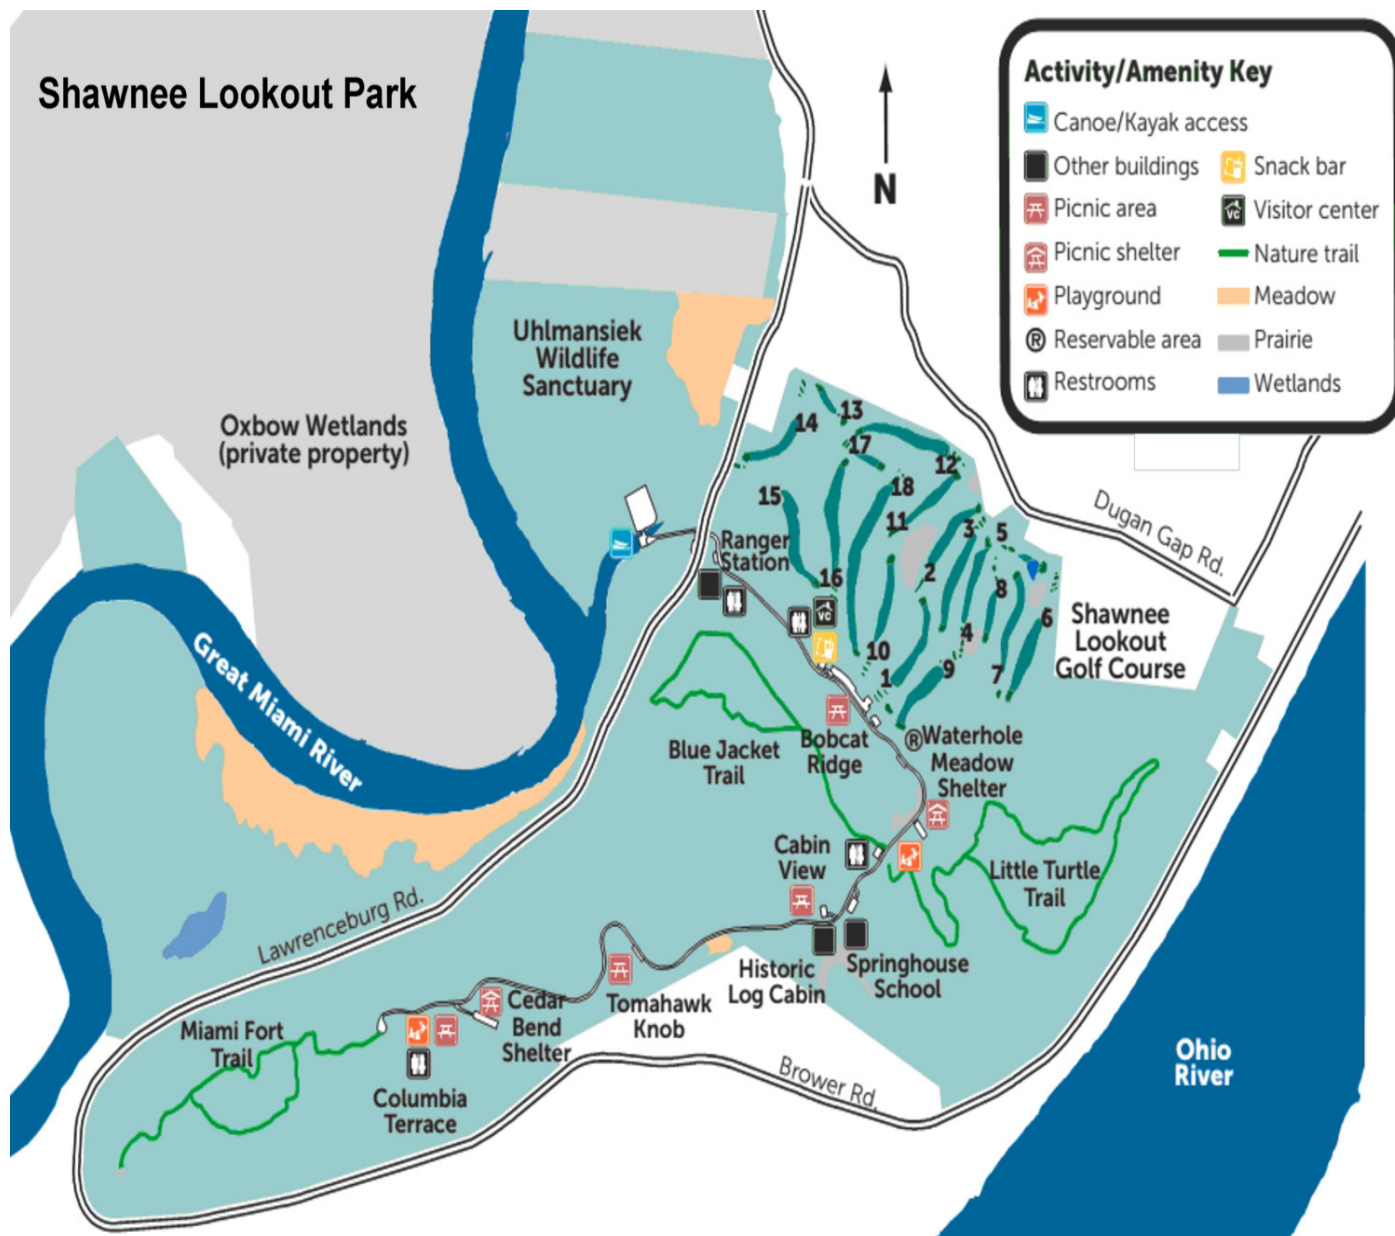 Shawnee Lookout Park
N
Activity/Amenity Key
Canoe/Kayak access
Other buildings
Picnic area
Picnic shelter
Playground
® Reservable area
Restrooms
Snack bar
VC Visitor center
Nature trail
Meadow
Prairie
Wetlands
Uhlmansiek
Wildlife
Sanctuary
Oxbow Wetlands
(private property)
Great Miami River
Dugan Gap Rd.
13
14
17
12
15
18
11
3
5
16
2
8
6
4
10
9
7
1
Ranger
Station
VC
Shawnee
Lookout
Golf Course
Blue Jacket
Trail
Bobcat
Ridge
® Waterhole
Meadow
Shelter
Cabin
View
Little Turtle
Trail
Lawrenceburg Rd.
Historic
Log Cabin
Springhouse
School
Tomahawk
Knob
Cedar
Bend
Shelter
Miami Fort
Trail
Columbia
Terrace
Brower Rd.
Ohio
River